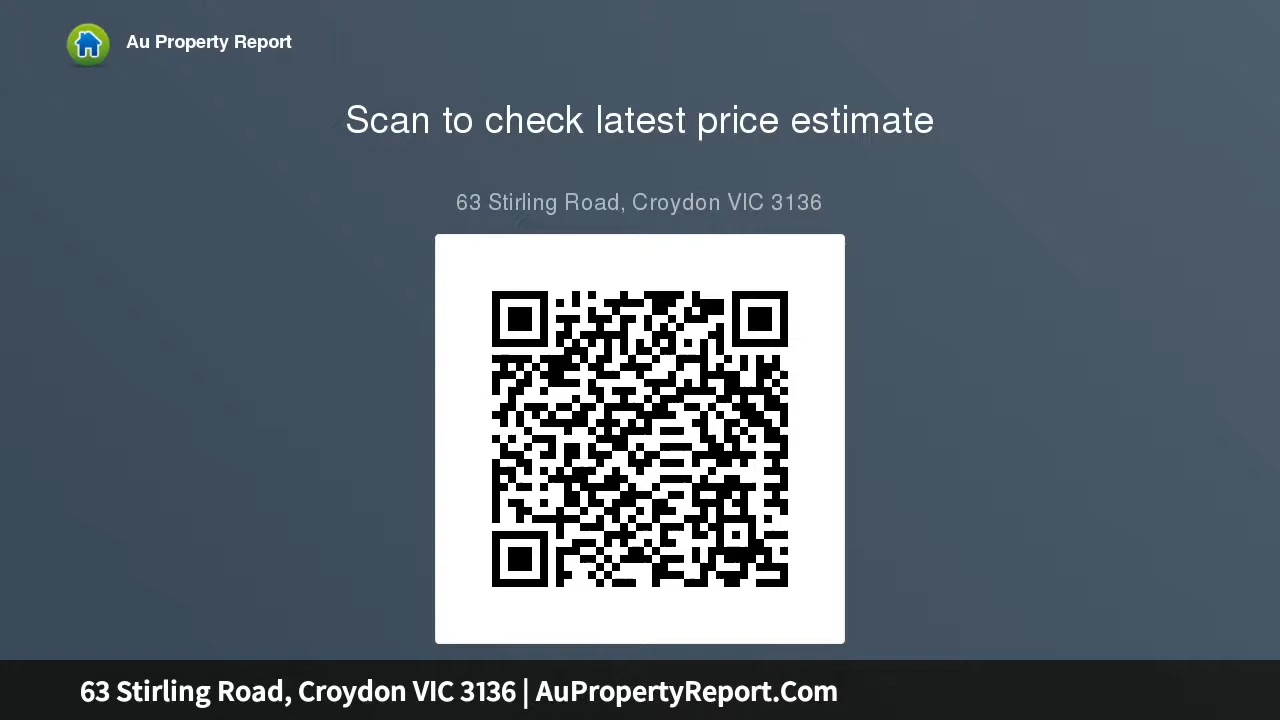 Au Property Report
Scan to check latest price estimate
63 Stirling Road, Croydon VIC 3136
63 Stirling Road, Croydon VIC 3136 | AuPropertyReport.Com